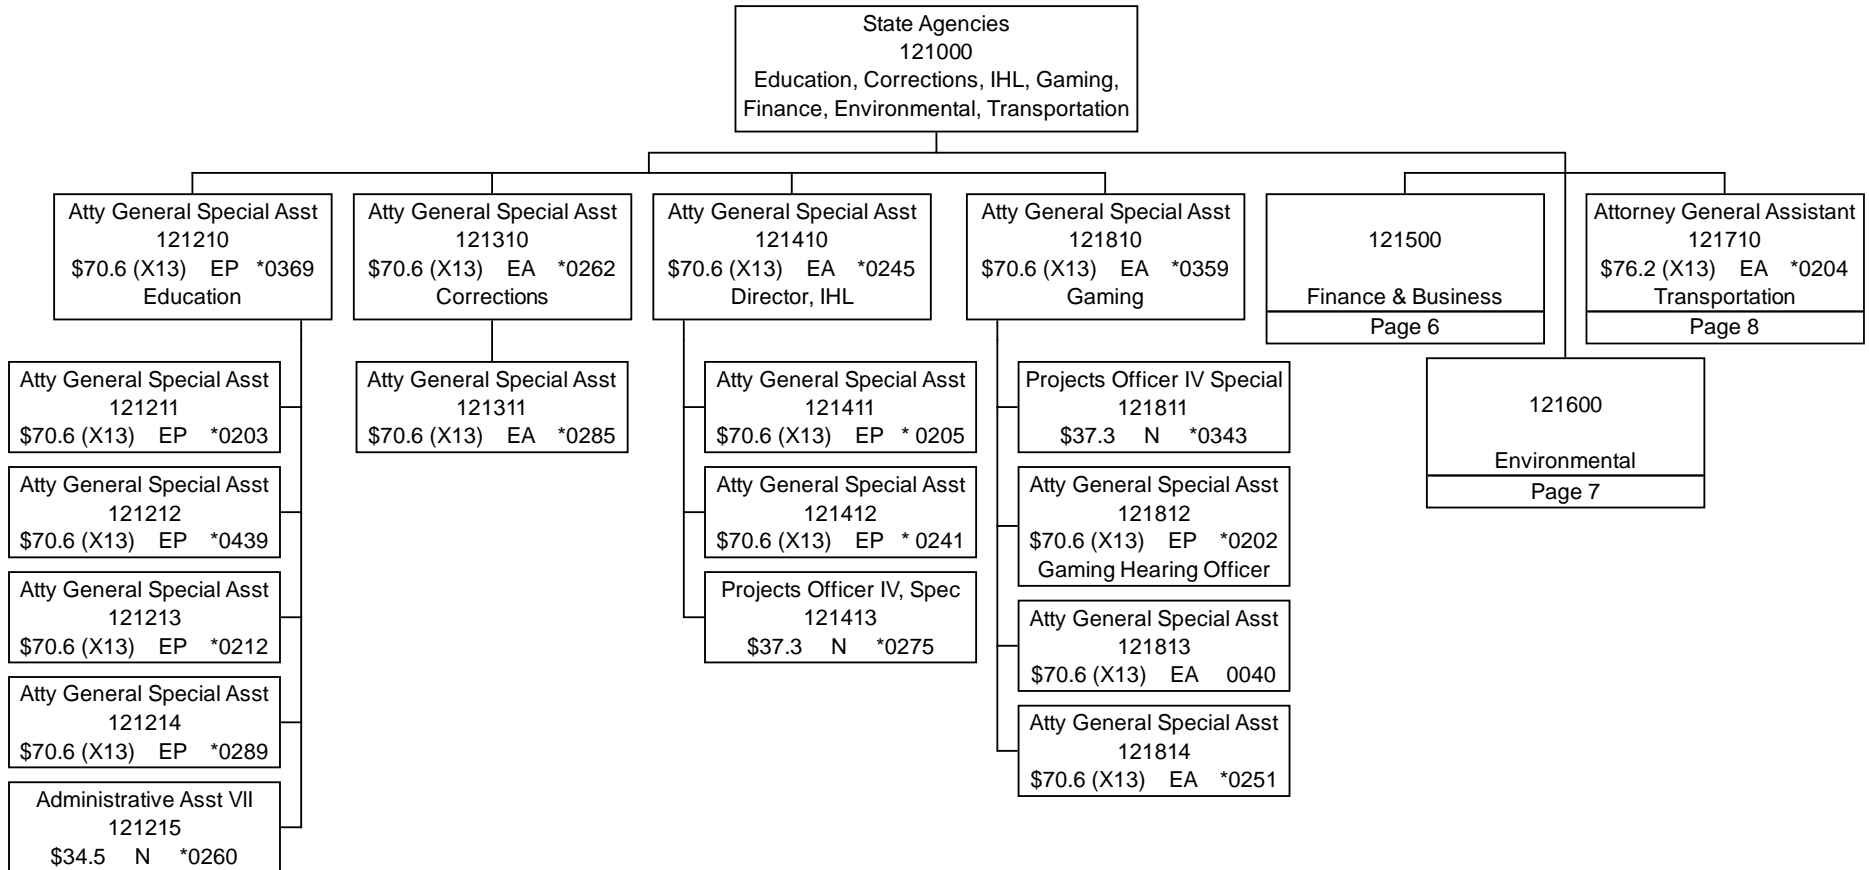 State Agencies
121000
Education, Corrections, IHL, Gaming,
Finance, Environmental, Transportation
Atty General Special Asst
121210
$70.6 (X13) EP *0369
Education
Atty General Special Asst
121211
$70.6 (X13) EP *0203
Atty General Special Asst
121212
$70.6 (X13) EP *0439
Atty General Special Asst
121213
$70.6 (X13) EP *0212
Atty General Special Asst
121214
$70.6 (X13) EP *0289
Administrative Asst VII
121215
$34.5 N *0260
Atty General Special Asst
121310
$70.6 (X13) EA *0262
Corrections
Atty General Special Asst
121311
$70.6 (X13) EA *0285
Atty General Special Asst
121410
$70.6 (X13) EA *0245
Director, IHL
Atty General Special Asst
121411
$70.6 (X13) EP * 0205
Atty General Special Asst
121412
$70.6 (X13) EP * 0241
Projects Officer IV, Spec
121413
$37.3 N *0275
Atty General Special Asst
121810
$70.6 (X13) EA *0359
Gaming
Projects Officer IV Special
121811
$37.3 N *0343
Atty General Special Asst
121812
$70.6 (X13) EP *0202
Gaming Hearing Officer
Atty General Special Asst
121813
$70.6 (X13) EA 0040
Atty General Special Asst
121814
$70.6 (X13) EA *0251
121500
Finance & Business
Page 6
Attorney General Assistant
121710
$76.2 (X13) EA *0204
Transportation
Page 8
121600
Environmental
Page 7